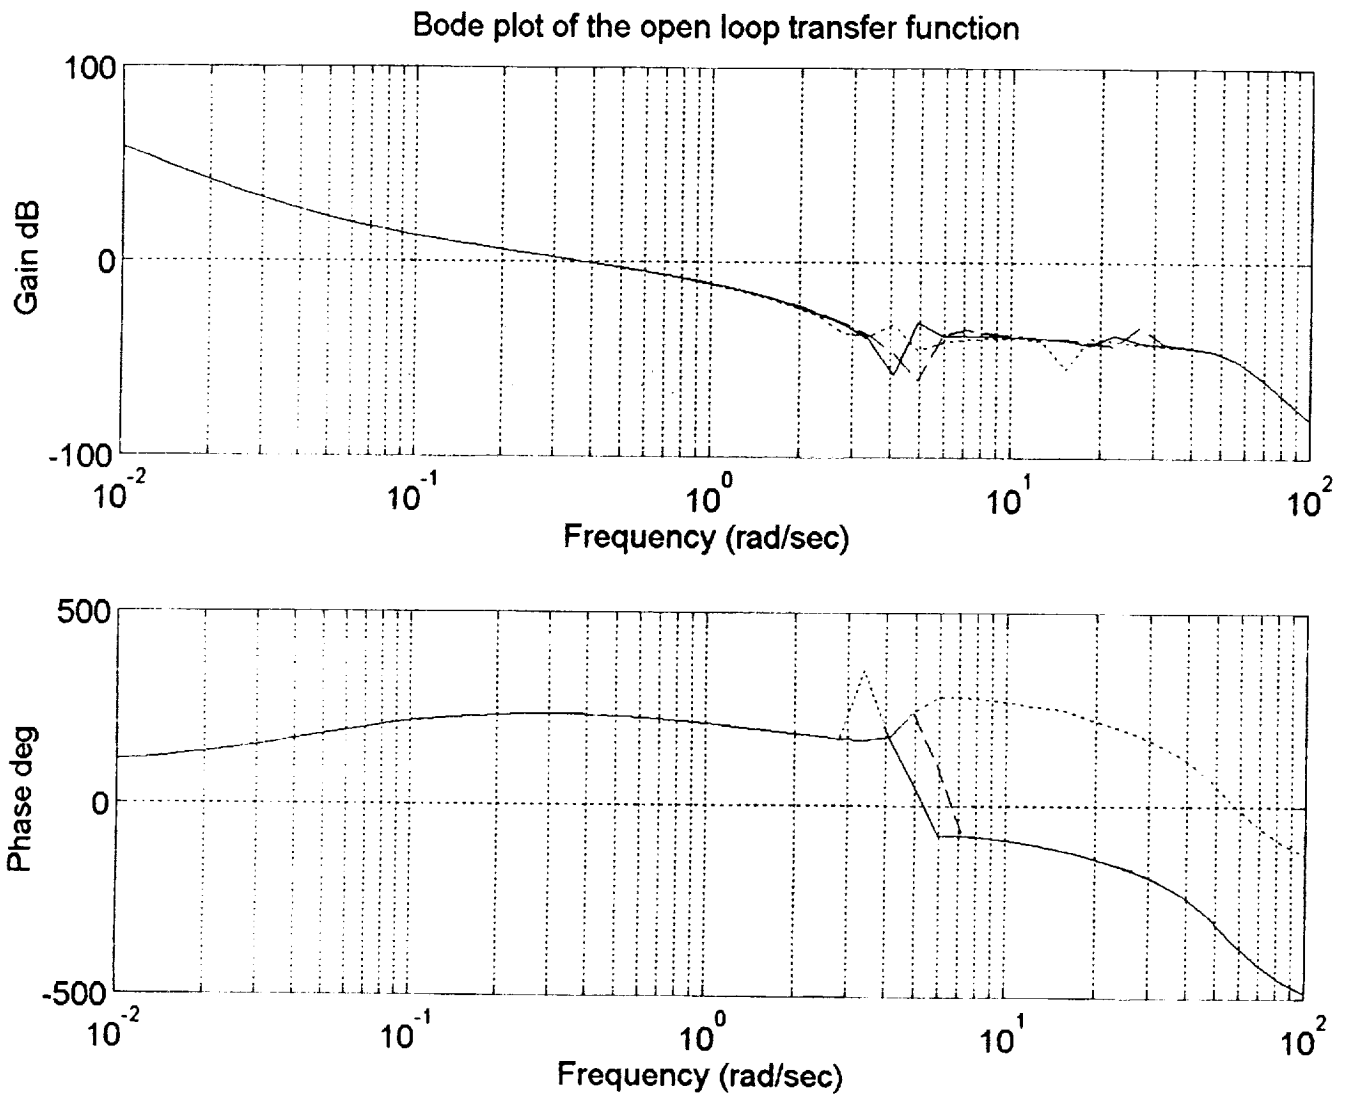 Bode plot of the open loop transfer function
100
0
-100
Gain dB
10^-2 10^-1 10^0 10^1 10^2
Frequency (rad/sec)
500
0
-500
Phase deg
10^-2 10^-1 10^0 10^1 10^2
Frequency (rad/sec)